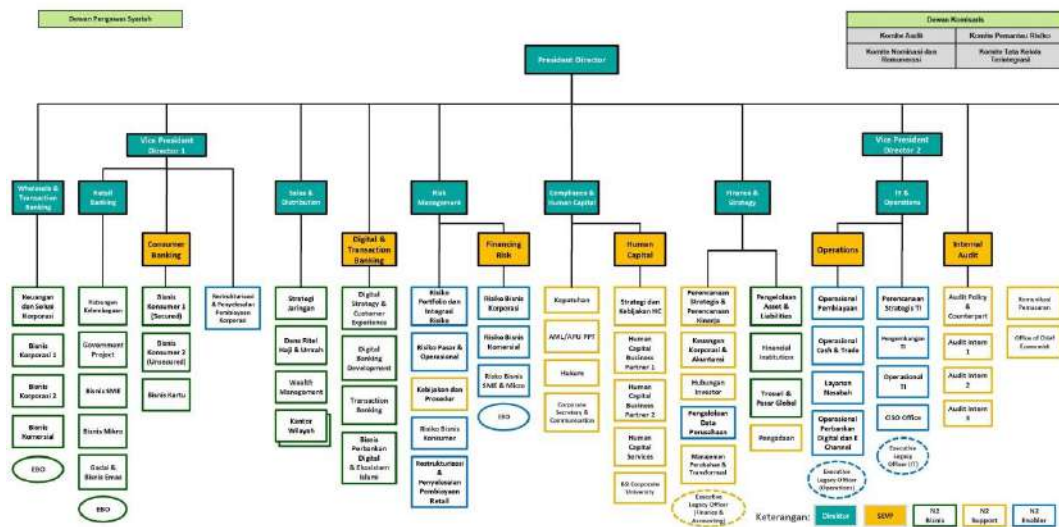 Dewan Pengawas Syariah
Dewan Komisaris
Komite Audit
Komite Pemantau Risiko
Komite Nominasi dan
Remunerasi
Komite Tata Kelola
Terintegrasi
President Director
Vice President
Director 1
Vice President
Director 2
Wholesale &
Transaction
Banking
Retail
Banking
Sales &
Distribution
Risk
Management
Compliance &
Human Capital
Finance &
Strategy
IT &
Operations
Consumer
Banking
Digital &
Transaction
Banking
Financing
Risk
Human
Capital
Operations
Internal
Audit
Keuangan
dan Solusi
Korporasi
Bisnis
Korporasi 1
Bisnis
Korporasi 2
Bisnis
Komersial
EBO
Hubungan
Kelembagaan
Government
Project
Bisnis SME
Bisnis Mikro
Gadai &
Bisnis Emas
EBO
Bisnis
Konsumer 1
(Secured)
Bisnis
Konsumer 2
(Unsecured)
Bisnis Kartu
Restrukturisasi
& Penyelesaian
Pembiayaan
Korporasi
Strategi
Jaringan
Dana Ritel
Haji & Umrah
Wealth
Management
Kantor
Wilayah
Digital
Strategy &
Customer
Experience
Digital
Banking
Development
Transaction
Banking
Bisnis
Perbankan
Digital
& Ekosistem
Islam
Risiko
Portfolio dan
Integrasi
Risiko
Risiko Pasar &
Operasional
Kebijakan dan
Prosedur
Risiko Bisnis
Konsumer
Restrukturisasi &
Penyelesaian
Pembiayaan
Retail
Risiko Bisnis
Korporasi
Risiko Bisnis
Komersial
Risiko Bisnis
SME & Mikro
EBO
Kepatuhan
AML/APU PPT
Hukum
Corporate
Secretary &
Communication
Strategi dan
Kebijakan HC
Human
Capital
Business
Partner 1
Human
Capital
Business
Partner 2
Human
Capital
Services
BSI Corporate
University
Perencanaan
Strategis &
Perencanaan
Kinerja
Keuangan
Korporasi &
Akuntansi
Hubungan
Investor
Pengelolaan
Data
Perusahaan
Manajemen
Perubahan &
Transformasi
Executive
Legacy Officer
(Finance &
Accounting)
Pengelolaan
Asset &
Liabilities
Financial
Institution
Tresuri &
Pasar Global
Pengadaan
Operasional
Pembiayaan
Operasional
Cash & Trade
Layanan
Nasabah
Operasional
Perbankan
Digital dan E
Channel
Executive
Legacy Officer
(Operations)
Perencanaan
Strategis TI
Pengembangan
TI
Operasional
TI
CISO Office
Executive
Legacy
Officer (IT)
Audit Policy
&
Counterpart
Audit Intern
1
Audit Intern
2
Audit Intern
3
Komunikasi
Pemasaran
Office of Chief
Economist
Keterangan:
Direktur
SEVP
N2
Bisnis
N2
Support
N2
Enabler